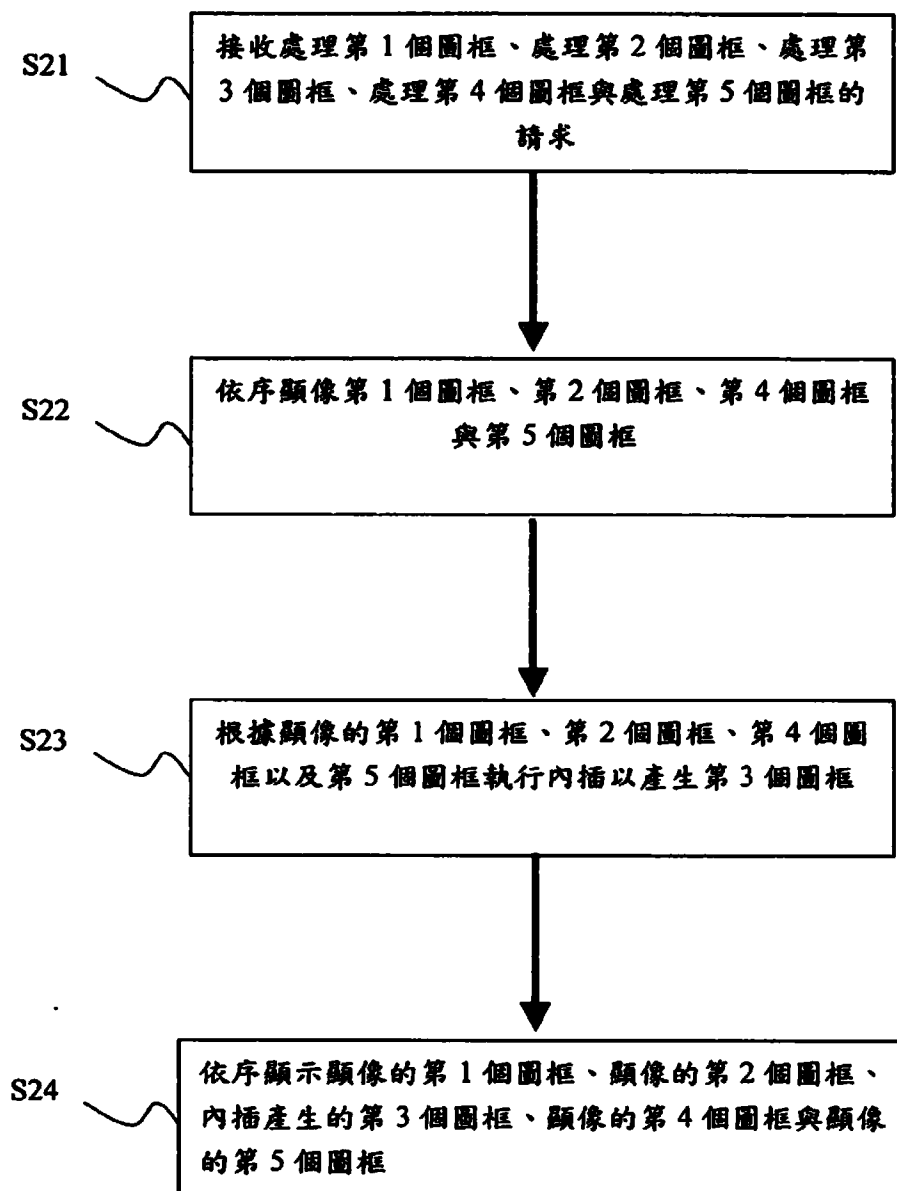 S21
接收處理第1個圖框、處理第2個圖框、處理第
3個圖框、處理第4個圖框與處理第5個圖框的
請求
S22
依序顯像第1個圖框、第2個圖框、第4個圖框
與第5個圖框
S23
根據顯像的第1個圖框、第2個圖框、第4個圖
框以及第5個圖框執行內插以產生第3個圖框
S24
依序顯示顯像的第1個圖框、顯像的第2個圖框、
內插產生的第3個圖框、顯像的第4個圖框與顯像
的第5個圖框